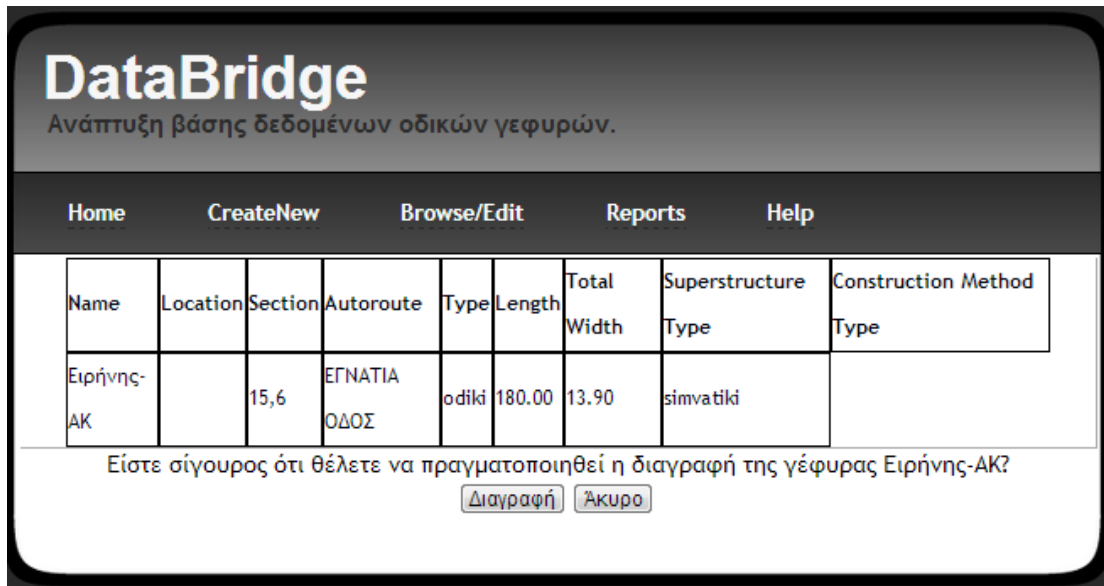 DataBridge
Ανάπτυξη βάσης δεδομένων οδικών γεφυρών.
Home CreateNew Browse/Edit Reports Help
Name Location Section Autoroute Type Length Total Width Superstructure Type Construction Method Type
Ειρήνης-ΑΚ 15,6 ΕΓΝΑΤΙΑ ΟΔΟΣ odiki 180.00 13.90 simvatiki
Είστε σίγουρος ότι θέλετε να πραγματοποιηθεί η διαγραφή της γέφυρας Ειρήνης-ΑΚ?
Διαγραφή Άκυρο